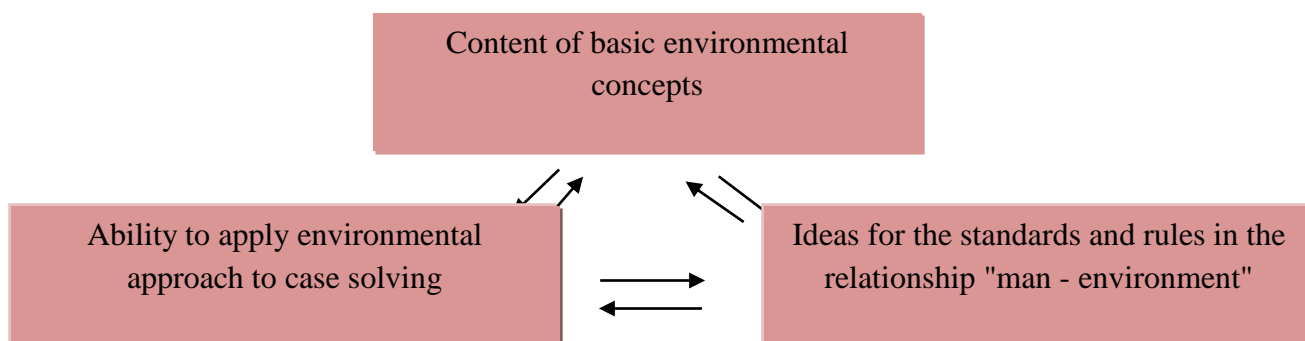 Content of basic environmental
concepts
Ability to apply environmental
approach to case solving
Ideas for the standards and rules in the
relationship "man - environment"